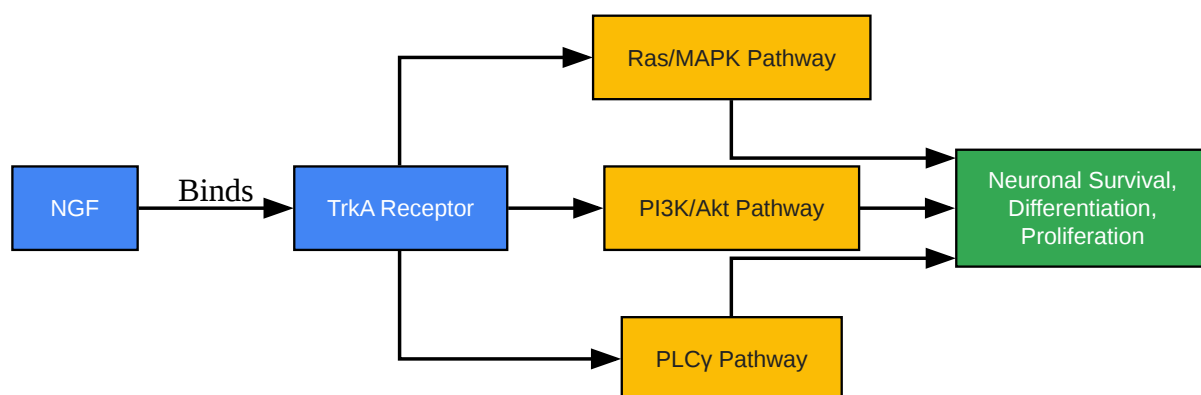 Ras/MAPK Pathway
NGF
Binds
TrkA Receptor
PI3K/Akt Pathway
Neuronal Survival,
Differentiation,
Proliferation
PLCγ Pathway